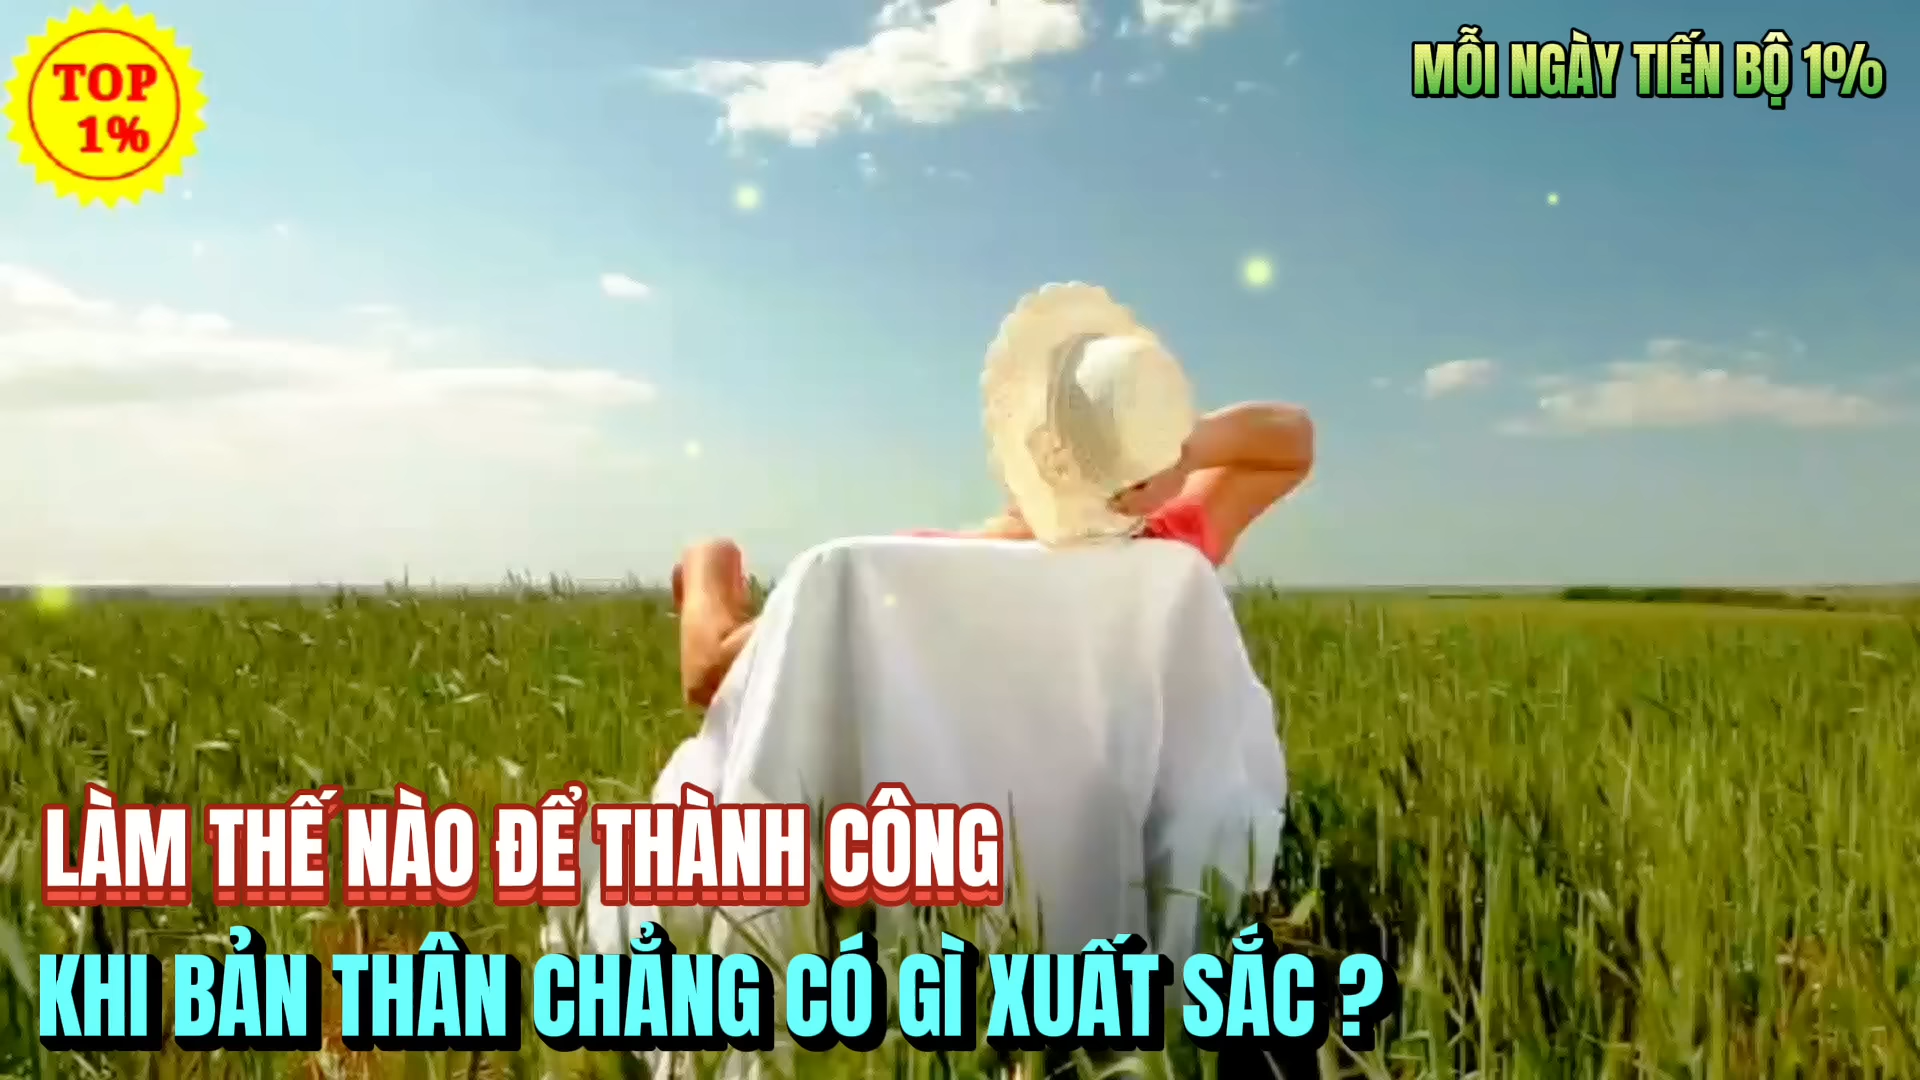 TOP
1%
MỖI NGÀY TIẾN BỘ 1%
LÀM THẾ NÀO ĐỂ THÀNH CÔNG
KHI BẢN THÂN CHẲNG CÓ GÌ XUẤT SẮC ?